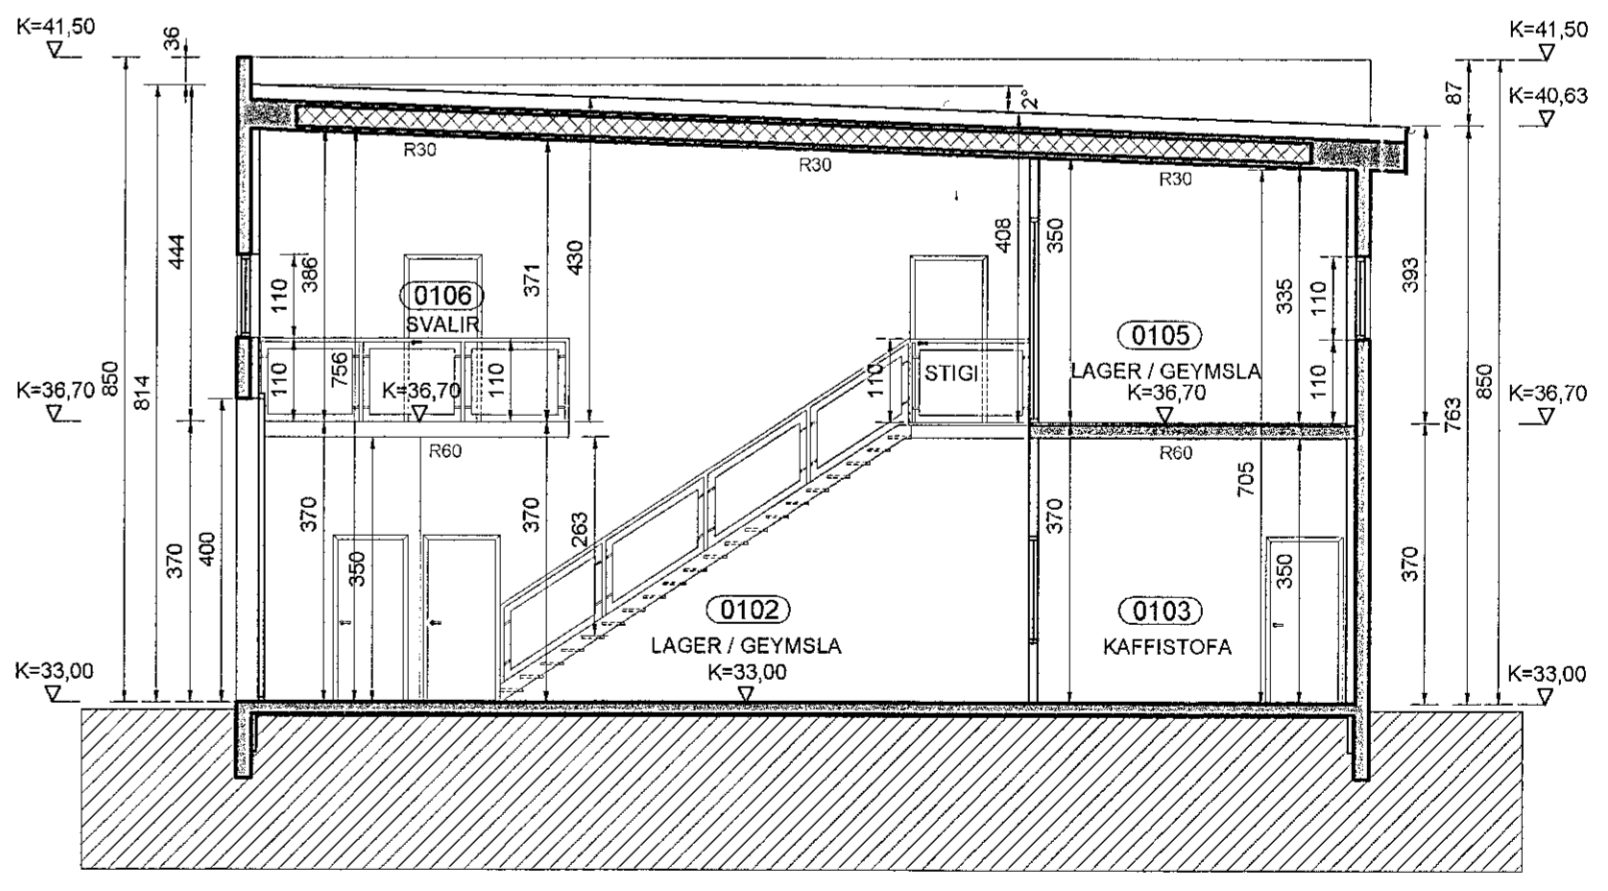 K=41,50
36
K=41,50
87
K=40,63
2°
R30
R30
R30
444
386
110
0106
SVALIR
371
430
408
350
335
110
393
0105
LAGER / GEYMSLA
K=36,70
850
814
K=36,70
110
756
K=36,70
110
110
STIGI
110
763
850
K=36,70
R60
R60
370
400
370
350
370
263
370
705
350
370
0102
LAGER / GEYMSLA
K=33,00
0103
KAFFISTOFA
K=33,00
K=33,00